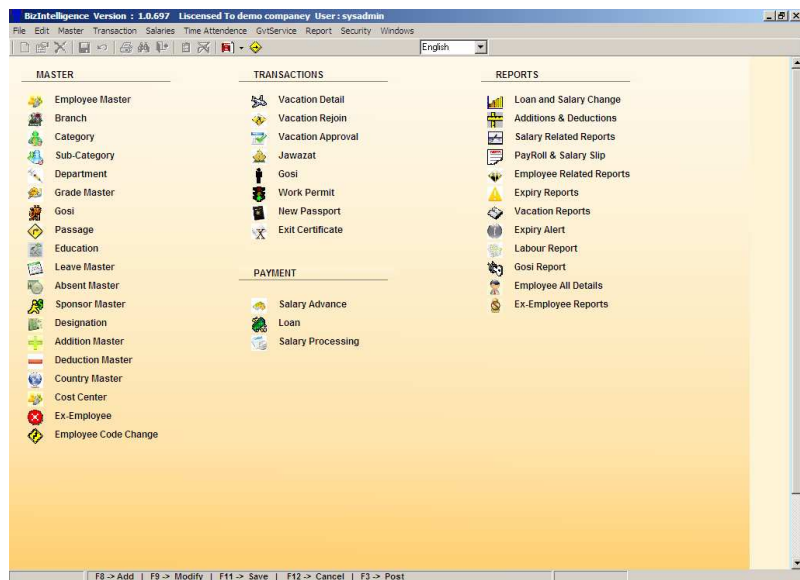 BizIntelligence Version : 1.0.697 Liscensed To demo companey User : sysadmin
File Edit Master Transaction Salaries Time Attendence GvtService Report Security Windows
English
MASTER
Employee Master
Branch
Category
Sub-Category
Department
Grade Master
Gosi
Passage
Education
Leave Master
Absent Master
Sponsor Master
Designation
Addition Master
Deduction Master
Country Master
Cost Center
Ex-Employee
Employee Code Change
TRANSACTIONS
Vacation Detail
Vacation Rejoin
Vacation Approval
Jawazat
Gosi
Work Permit
New Passport
Exit Certificate
PAYMENT
Salary Advance
Loan
Salary Processing
REPORTS
Loan and Salary Change
Additions & Deductions
Salary Related Reports
PayRoll & Salary Slip
Employee Related Reports
Expiry Reports
Vacation Reports
Expiry Alert
Labour Report
Gosi Report
Employee All Details
Ex-Employee Reports
F8 -> Add | F9 -> Modify | F11 -> Save | F12 -> Cancel | F3 -> Post